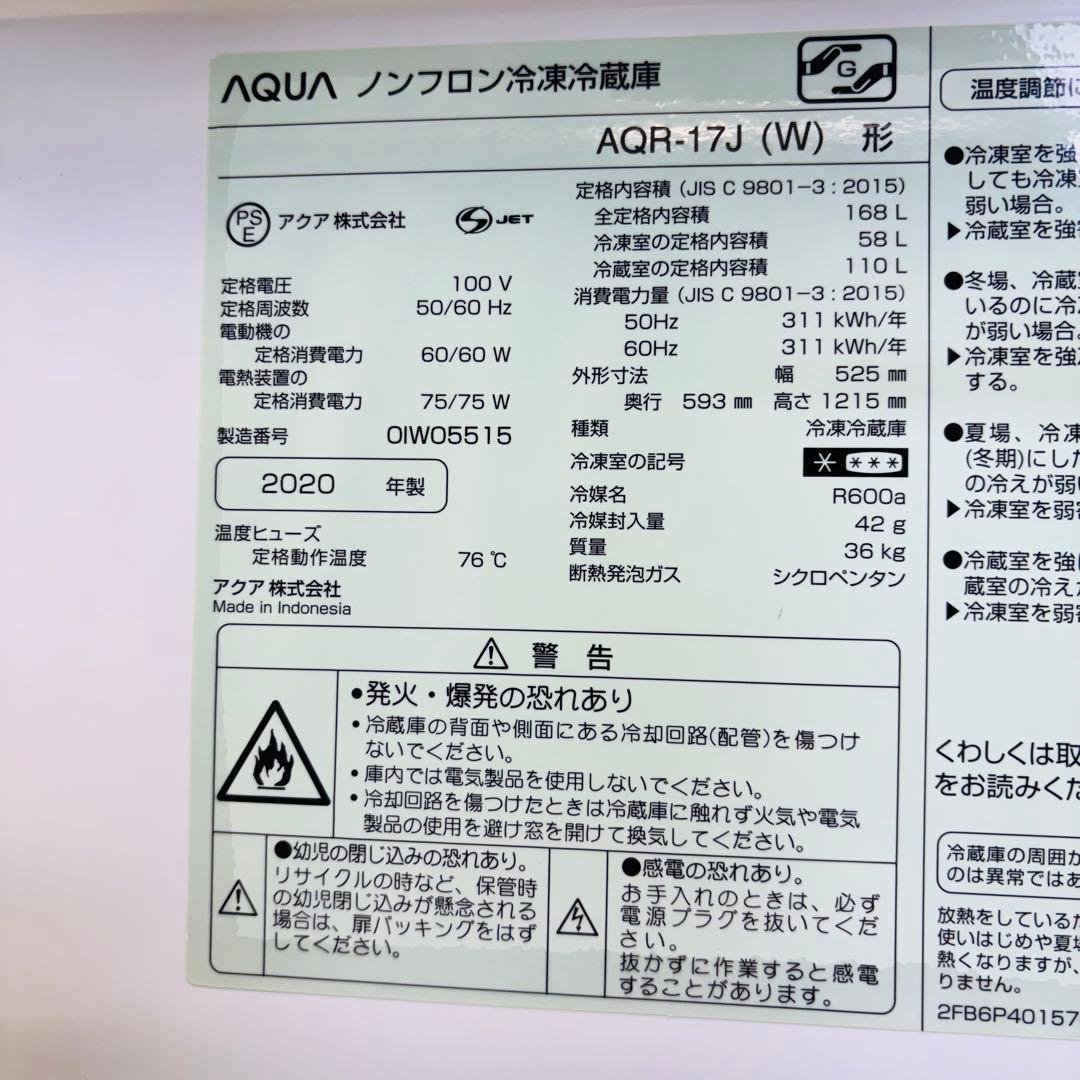 AQUA ノンフロン冷凍冷蔵庫
G
AQR-17J (W) 形
PS
E
アクア 株式会社
S JET
定格電圧 100 V
定格周波数 50/60 Hz
電動機の
定格消費電力 60/60 W
電熱装置の
定格消費電力 75/75 W
製造番号 OIW05515
2020 年製
温度ヒューズ
定格動作温度 76 ℃
アクア 株式会社
Made in Indonesia
定格内容積 (JIS C 9801-3 : 2015)
全定格内容積 168 L
冷凍室の定格内容積 58 L
冷蔵室の定格内容積 110 L
消費電力量 (JIS C 9801-3 : 2015)
50Hz 311 kWh/年
60Hz 311 kWh/年
外形寸法 幅 525 ㎜
奥行 593 ㎜ 高さ 1215 ㎜
種類 冷凍冷蔵庫
冷凍室の記号 * ***
冷媒名 R600a
冷媒封入量 42 g
質量 36 kg
断熱発泡ガス シクロペンタン
警 告
•発火・爆発の恐れあり
•冷蔵庫の背面や側面にある冷却回路(配管)を傷つけ
ないでください。
•庫内では電気製品を使用しないでください。
•冷却回路を傷つけたときは冷蔵庫に触れず火気や電気
製品の使用を避け窓を開けて換気してください。
●幼児の閉じ込みの恐れあり。
リサイクルの時など、保管時
の幼児閉じ込みが懸念される
場合は、扉パッキングをはず
してください。
●感電の恐れあり。
お手入れのときは、必ず
電源プラグを抜いてくだ
さい。
抜かずに作業すると感電
することがあります。
温度調節に
●冷凍室を強
しても冷凍
弱い場合。
▶冷蔵室を強
●冬場、冷蔵
いるのに冷
が弱い場合。
▶冷凍室を強
する。
●夏場、冷凍
(冬期)にした
の冷えが弱い
▶冷凍室を弱
●冷蔵室を強
蔵室の冷えが
▶冷凍室を弱
くわしくは取
をお読みくだ
冷蔵庫の周囲が
のは異常ではあ
放熱をしているた
使いはじめや夏場
熱くなりますが、
りません。
2FB6P40157